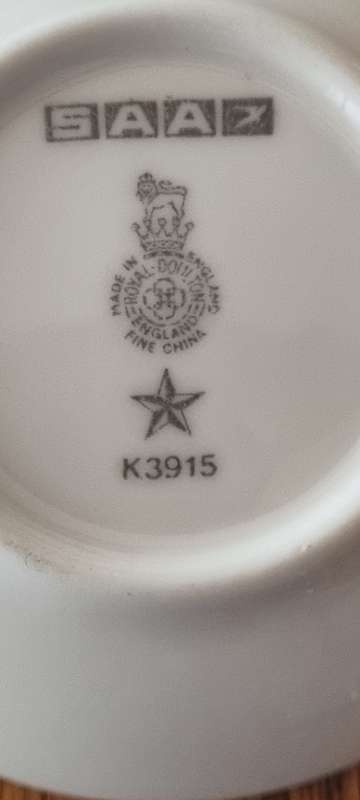 SAA
MADE IN ENGLAND
ROYAL DOULTON
ENGLAND
FINE CHINA
K3915